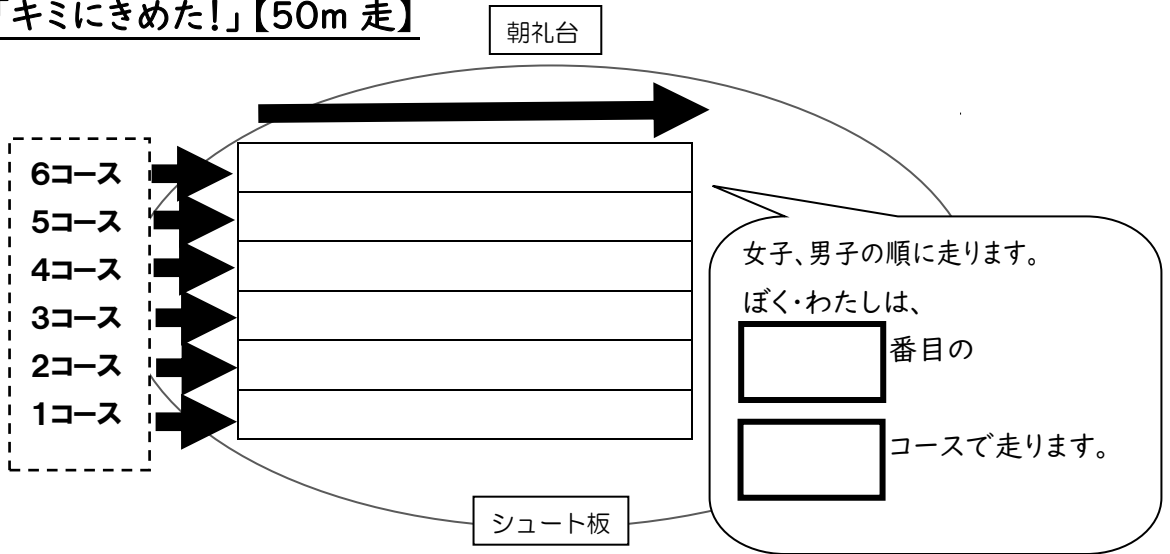 「キミにきめた！」【50m 走】
朝礼台
6コース
5コース
4コース
3コース
2コース
1コース
女子、男子の順に走ります。
ぼく・わたしは、
番目の
コースで走ります。
シュート板